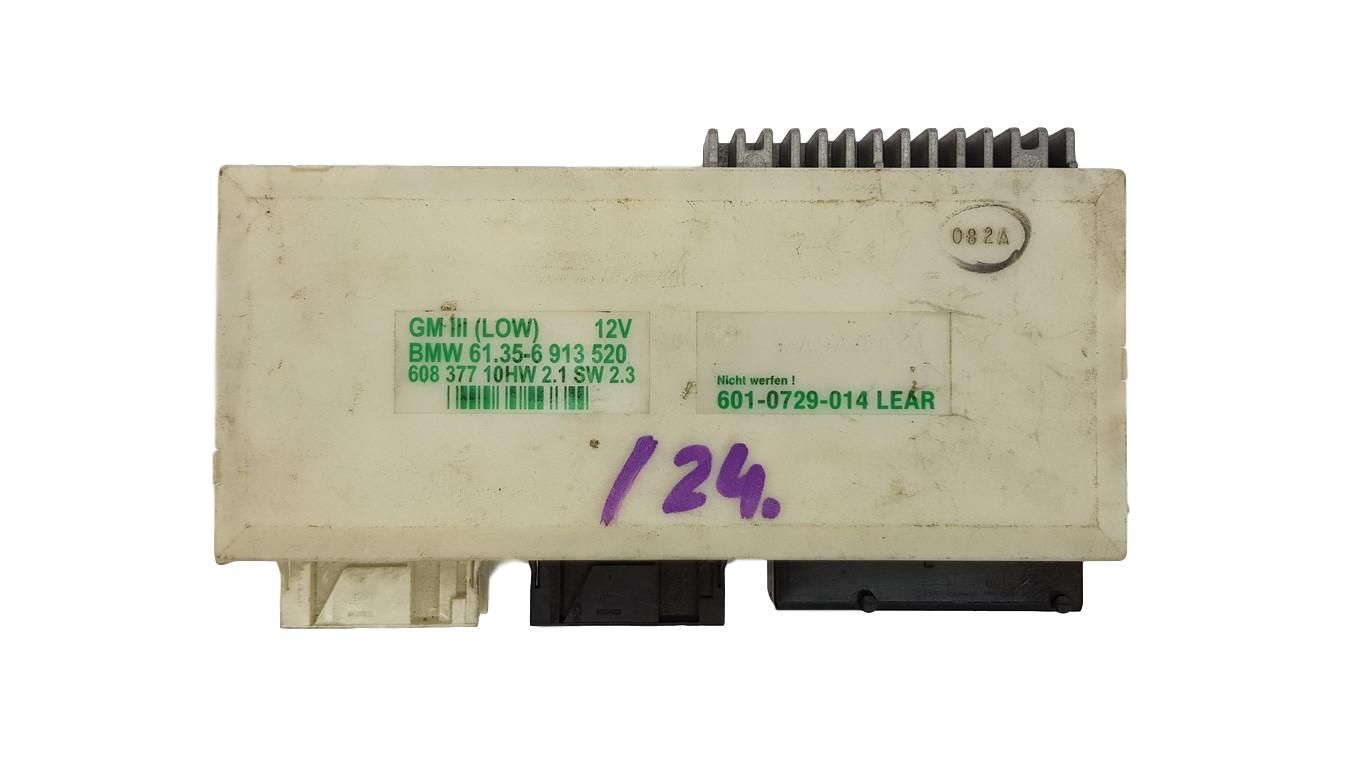 082A
GM III (LOW) 12V
BMW 61.35-6 913 520
608 377 10HW 2.1 SW 2.3
Nicht werfen !
601-0729-014 LEAR
/24.